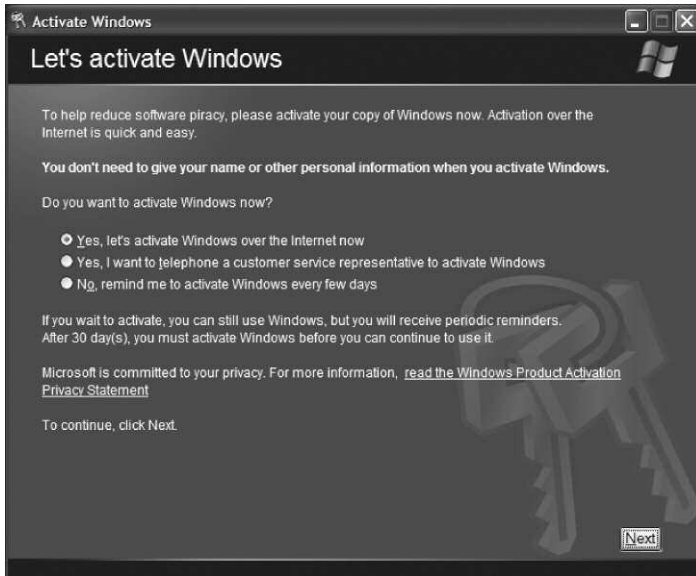 Activate Windows
Let's activate Windows
To help reduce software piracy, please activate your copy of Windows now. Activation over the
Internet is quick and easy.
You don't need to give your name or other personal information when you activate Windows.
Do you want to activate Windows now?
Yes, let's activate Windows over the Internet now
Yes, I want to telephone a customer service representative to activate Windows
No, remind me to activate Windows every few days
If you wait to activate, you can still use Windows, but you will receive periodic reminders.
After 30 day(s), you must activate Windows before you can continue to use it.
Microsoft is committed to your privacy. For more information, read the Windows Product Activation
Privacy Statement
To continue, click Next.
Next